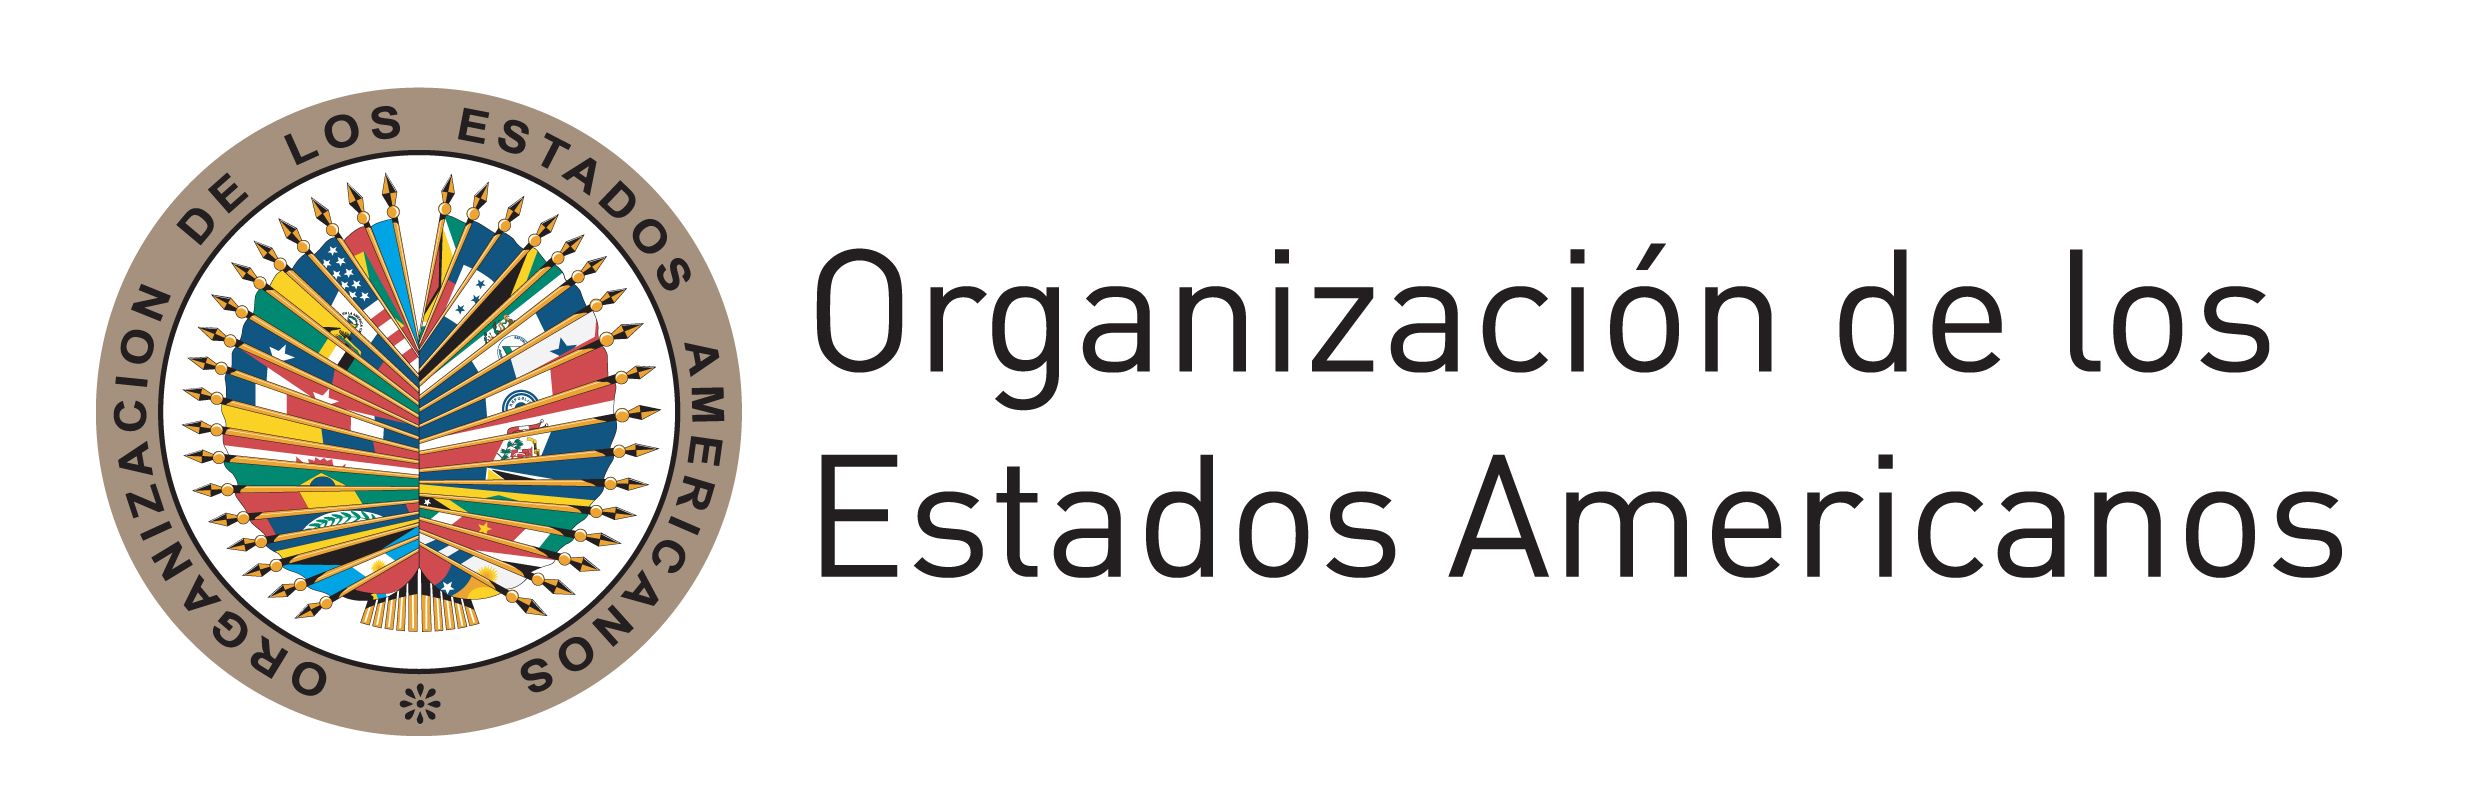 ORGANIZACION DE LOS ESTADOS AMERICANOS
Organización de los
Estados Americanos